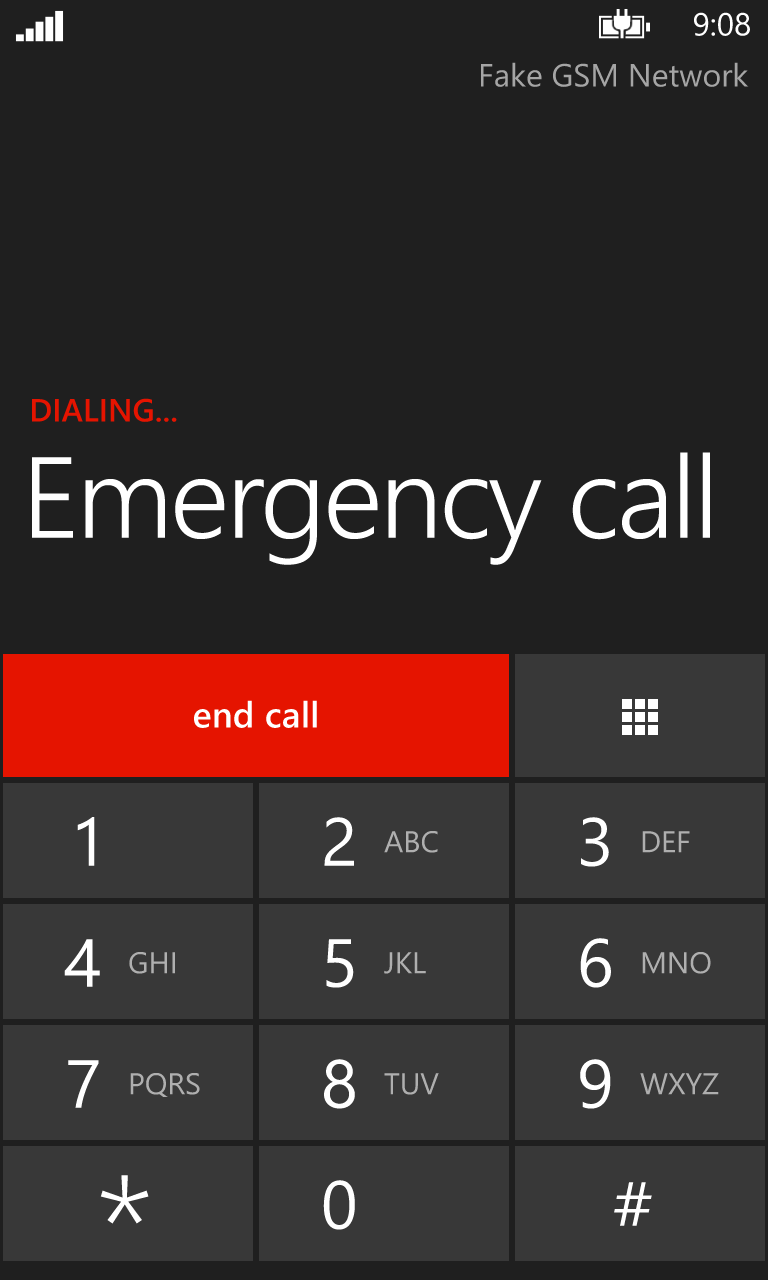 9:08
Fake GSM Network
DIALING...
Emergency call
end call
1 2 ABC 3 DEF
4 GHI 5 JKL 6 MNO
7 PQRS 8 TUV 9 WXYZ
* 0 #